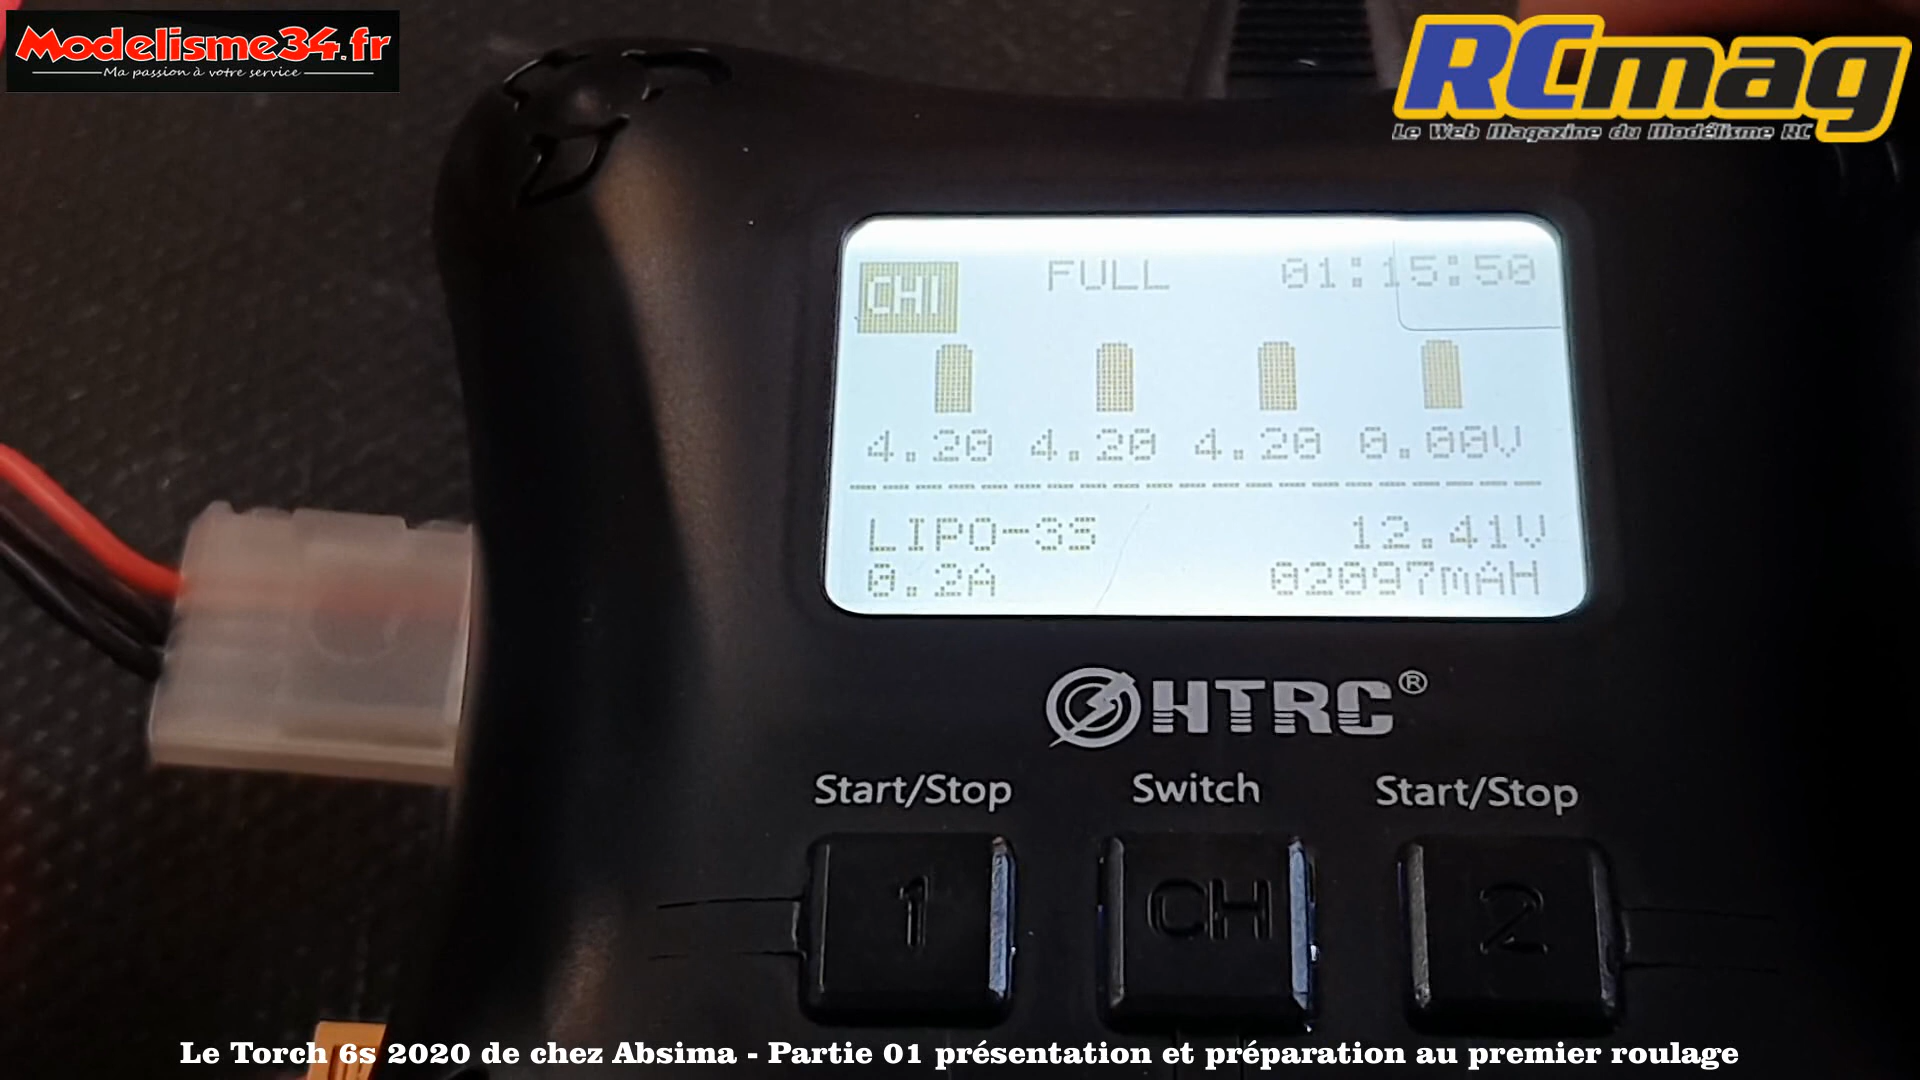 Modelisme34.fr
Ma passion à votre service
RCmag
Le Web Magazine du Modélisme RC
CH1 FULL 01:15:50
4.20 4.20 4.20 0.00V
LIPO-3S 12.41V
0.2A 02097mAH
HTRC®
Start/Stop Switch Start/Stop
1 CH 2
Le Torch 6s 2020 de chez Absima - Partie 01 présentation et préparation au premier roulage